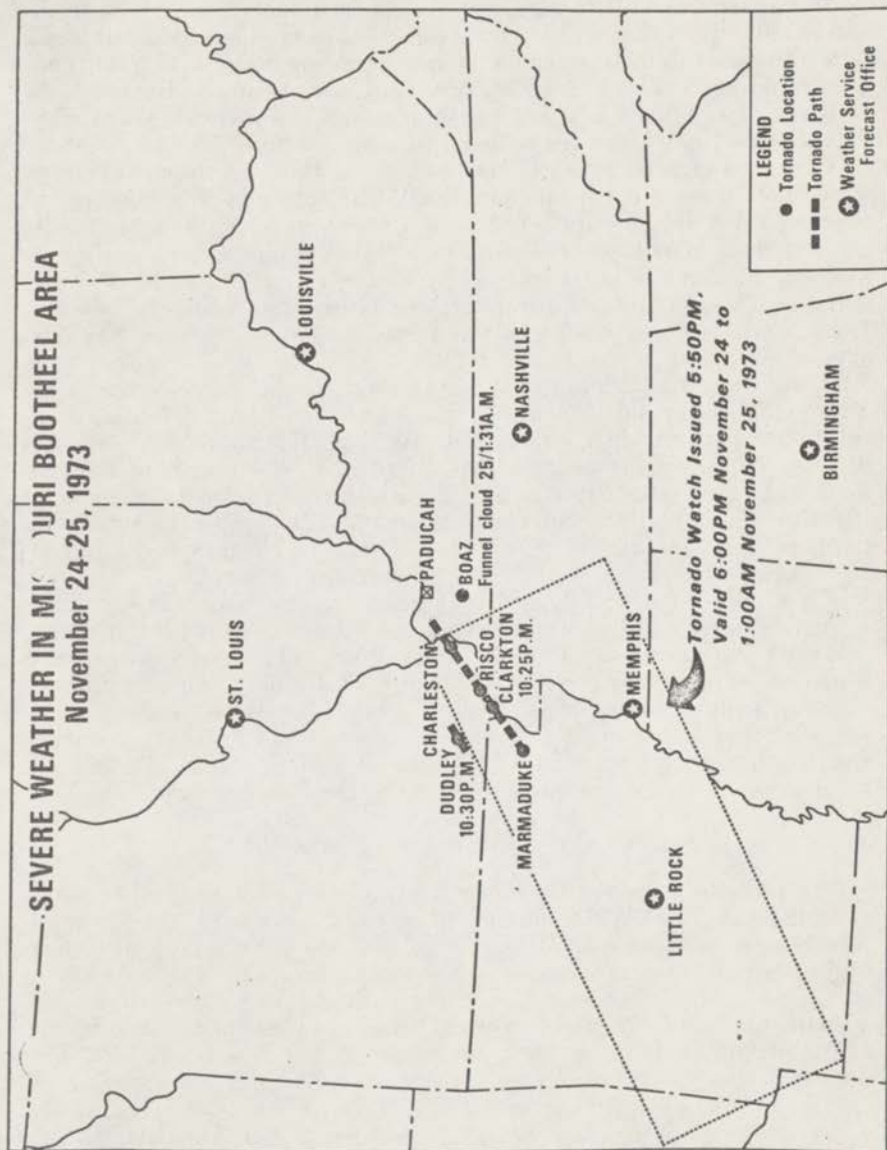 SEVERE WEATHER IN MI OURI BOOTHEEL AREA
November 24-25, 1973
ST. LOUIS
LOUISVILLE
CHARLESTON
PADUCAH
DUDLEY
10:30P.M.
BOAZ
Funnel cloud 25/1:31A.M.
RISCO
CLARKTON
10:25P.M.
MARMADUKE
NASHVILLE
MEMPHIS
LITTLE ROCK
Tornado Watch Issued 5:50PM,
Valid 6:00PM November 24 to
1:00AM November 25, 1973
BIRMINGHAM
LEGEND
Tornado Location
Tornado Path
Weather Service
Forecast Office